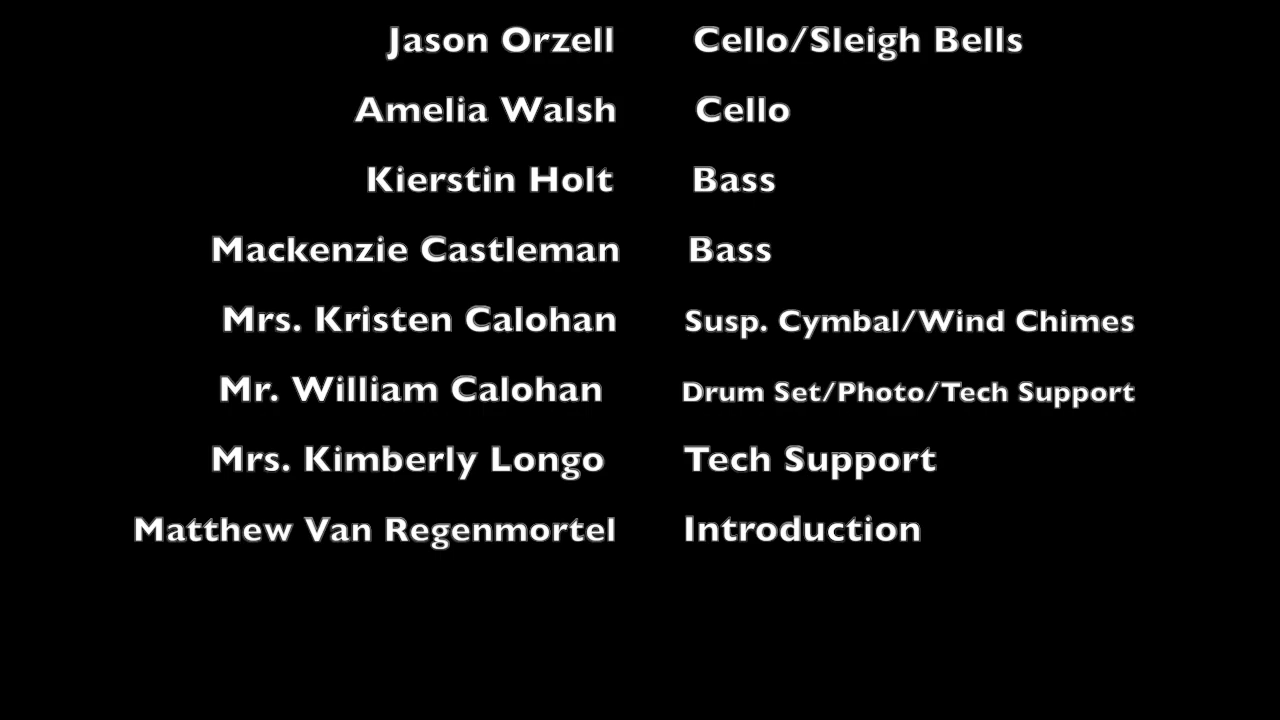 Jason Orzell Cello/Sleigh Bells
Amelia Walsh Cello
Kierstin Holt Bass
Mackenzie Castleman Bass
Mrs. Kristen Calohan Susp. Cymbal/Wind Chimes
Mr. William Calohan Drum Set/Photo/Tech Support
Mrs. Kimberly Longo Tech Support
Matthew Van Regenmortel Introduction